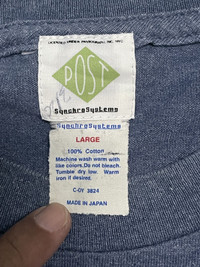 POST
SynchroSystems
SynchroSystems
LARGE
100% Cotton
Machine wash warm with
like colors. Do not bleach.
Tumble dry low. Warm
iron if desired.
C-OY 3824
MADE IN JAPAN